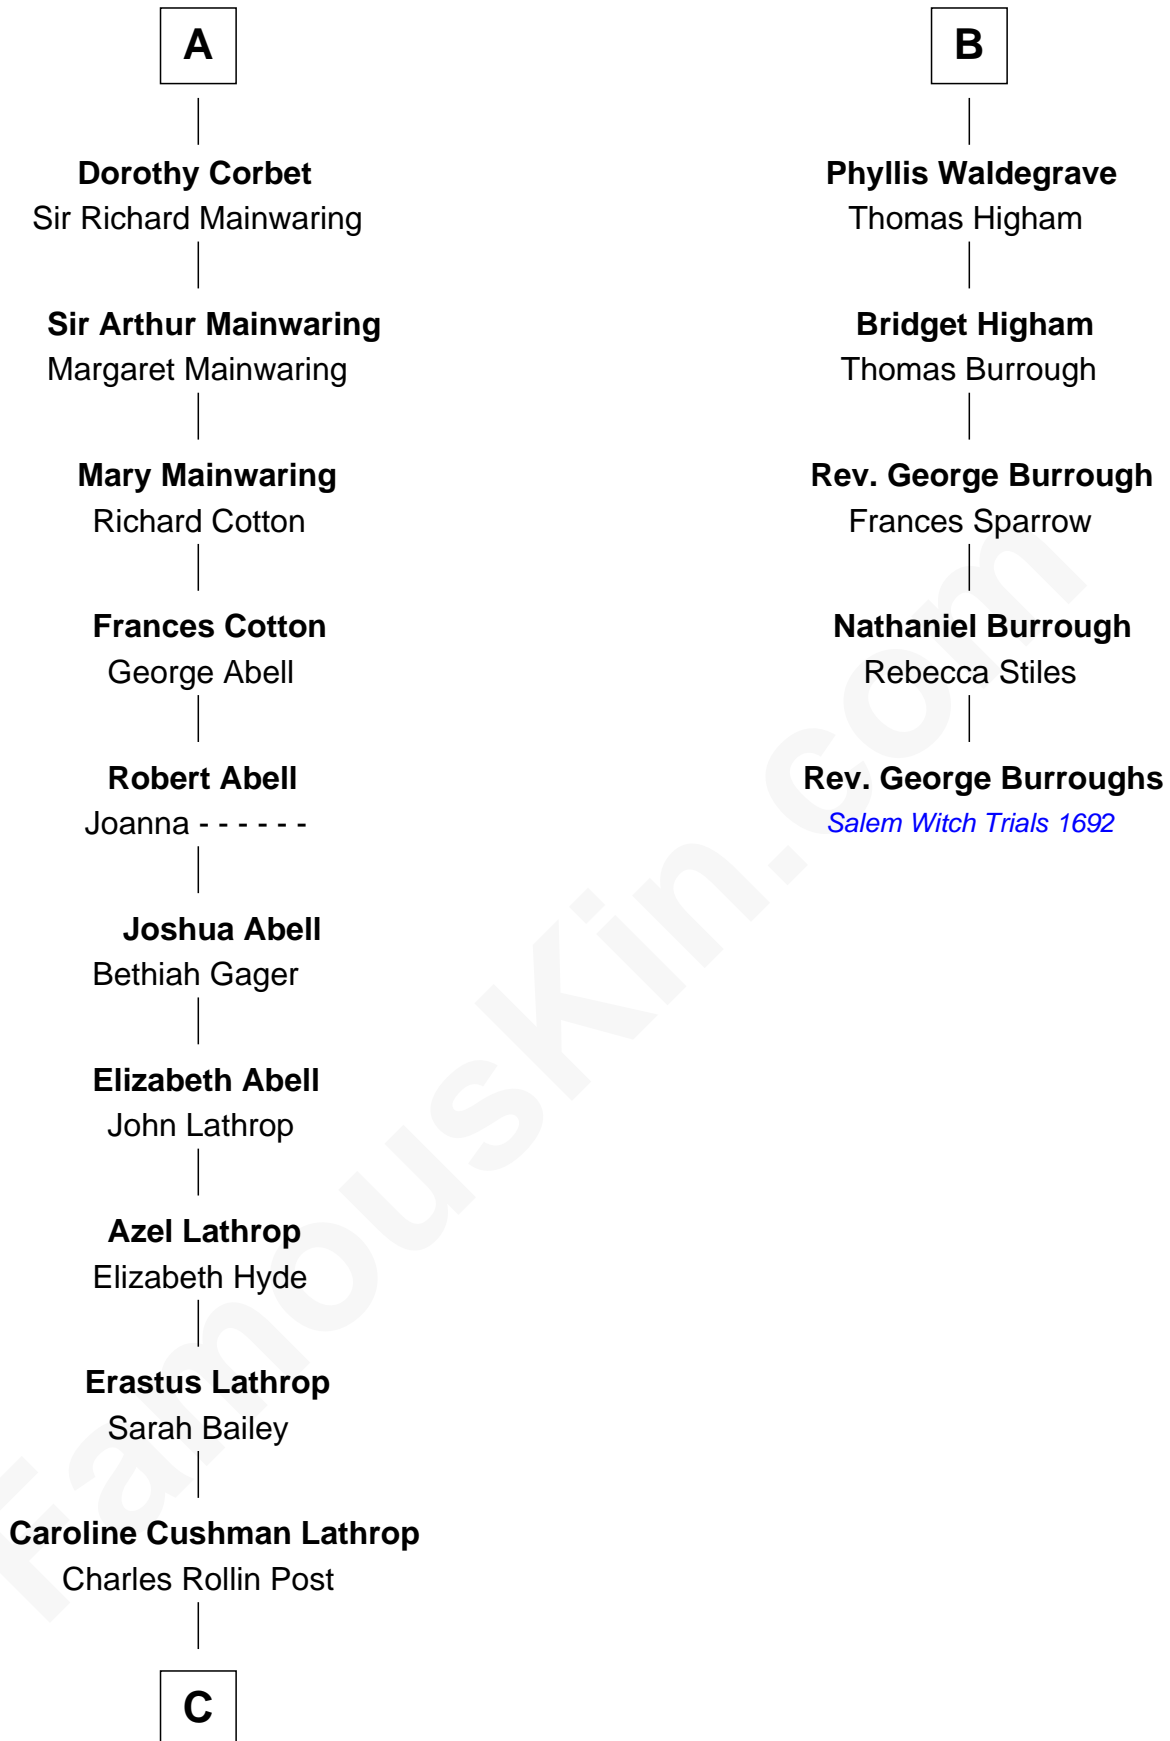 A
Dorothy Corbet
Sir Richard Mainwaring
Sir Arthur Mainwaring
Margaret Mainwaring
Mary Mainwaring
Richard Cotton
Frances Cotton
George Abell
Robert Abell
Joanna - - - - - -
Joshua Abell
Bethiah Gager
Elizabeth Abell
John Lathrop
Azel Lathrop
Elizabeth Hyde
Erastus Lathrop
Sarah Bailey
Caroline Cushman Lathrop
Charles Rollin Post
C
B
Phyllis Waldegrave
Thomas Higham
Bridget Higham
Thomas Burrough
Rev. George Burrough
Frances Sparrow
Nathaniel Burrough
Rebecca Stiles
Rev. George Burroughs
Salem Witch Trials 1692
FamousKin.com